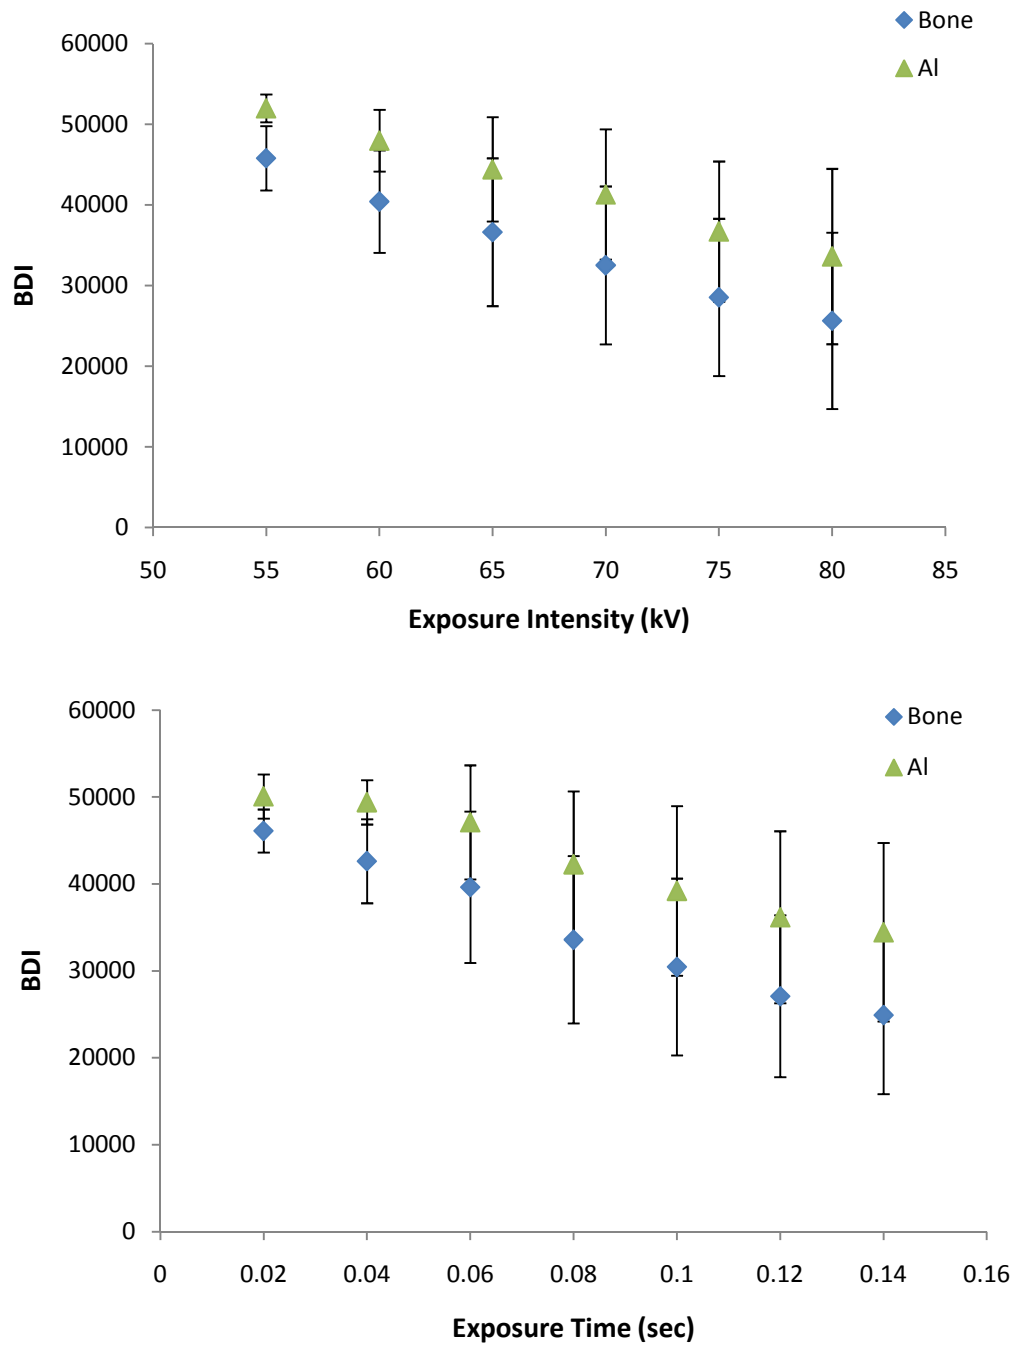 Bone
Al
60000
50000
40000
30000
20000
10000
0
BDI
50 55 60 65 70 75 80 85
Exposure Intensity (kV)
Bone
Al
60000
50000
40000
30000
20000
10000
0
BDI
0 0.02 0.04 0.06 0.08 0.1 0.12 0.14 0.16
Exposure Time (sec)